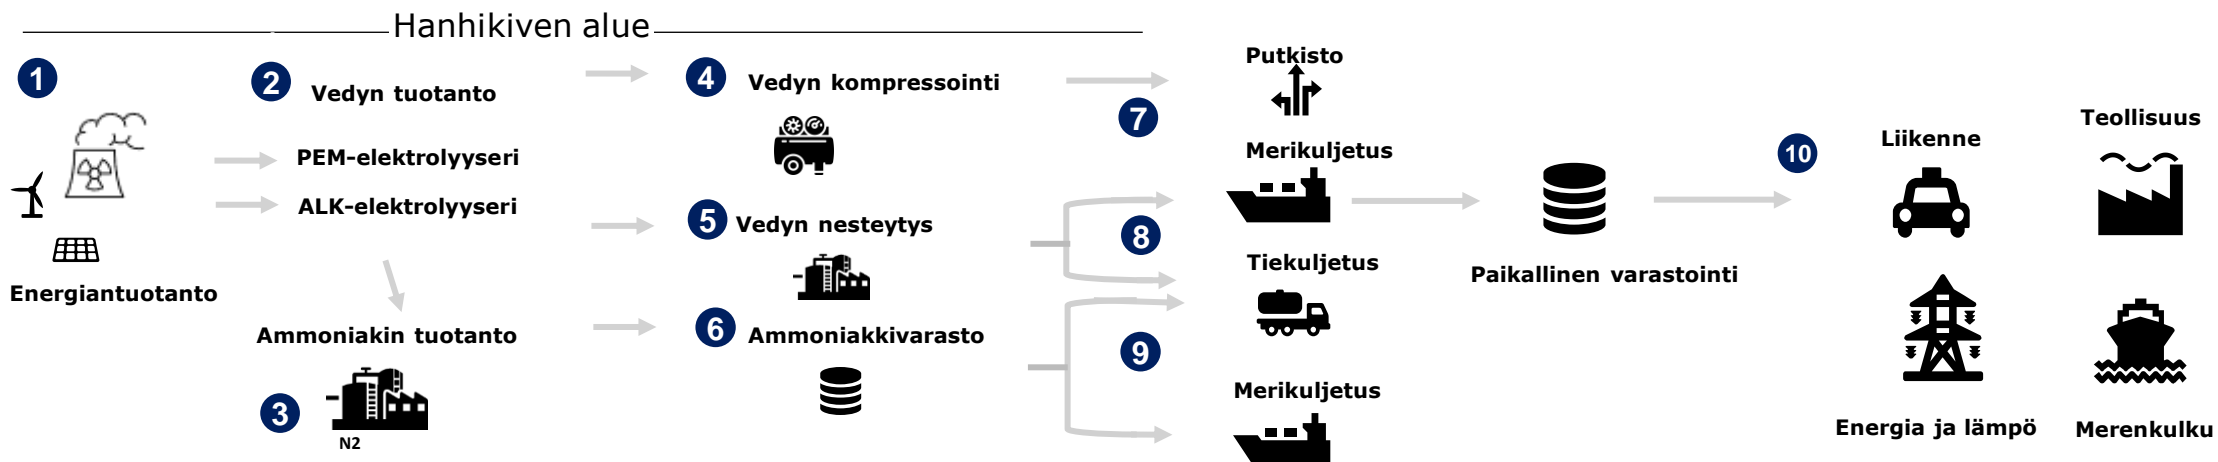 Hanhikiven alue
1
Energiantuotanto
2
Vedyn tuotanto
PEM-elektrolyyseri
ALK-elektrolyyseri
Ammoniakin tuotanto
3
N2
4
Vedyn kompressointi
5
Vedyn nesteytys
6
Ammoniakkivarasto
7
8
9
Putkisto
Merikuljetus
Tiekuljetus
Merikuljetus
Paikallinen varastointi
10
Liikenne
Teollisuus
Energia ja lämpö
Merenkulku